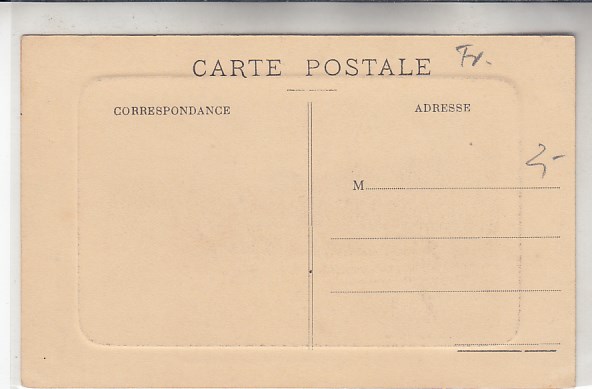 CARTE POSTALE Fr.
CORRESPONDANCE
ADRESSE
2,-
M